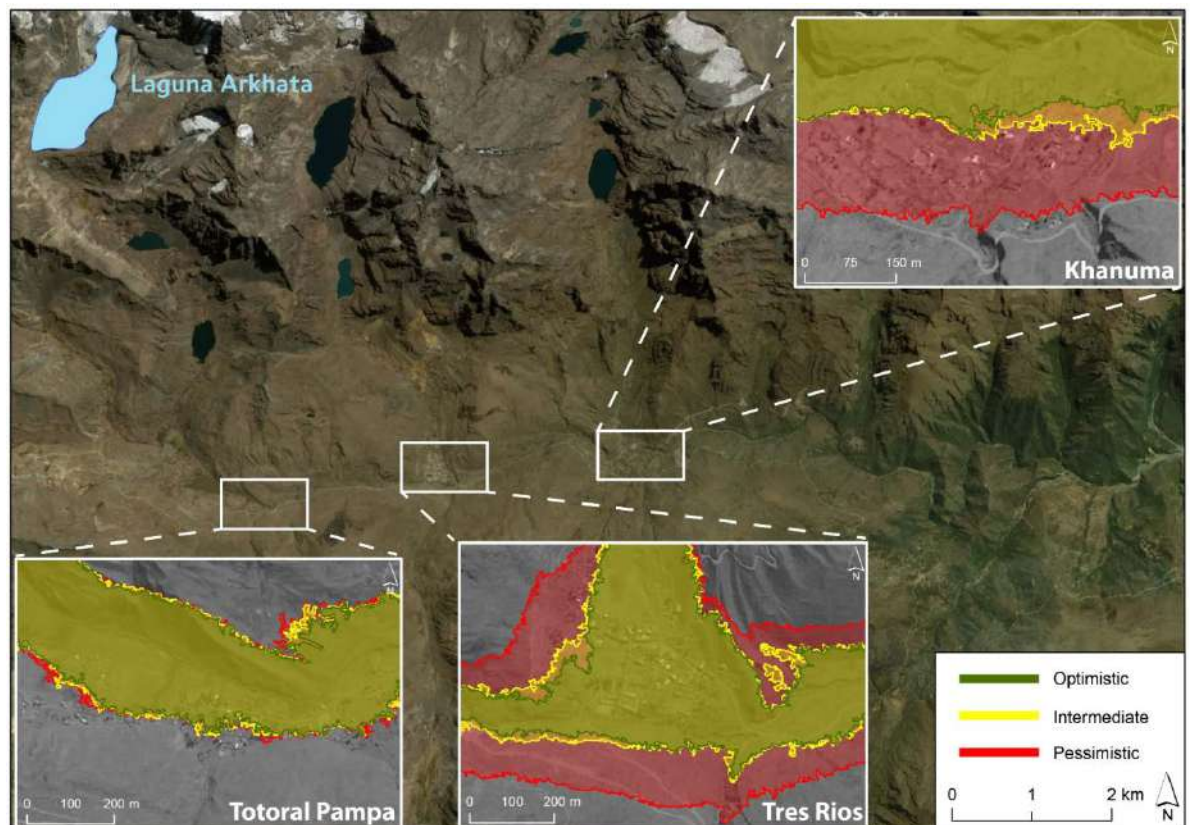 Laguna Arkhata
N
0 75 150 m
Khanuma
N
0 100 200 m
Totoral Pampa
N
0 100 200 m
Tres Rios
Optimistic
Intermediate
Pessimistic
0 1 2 km
N